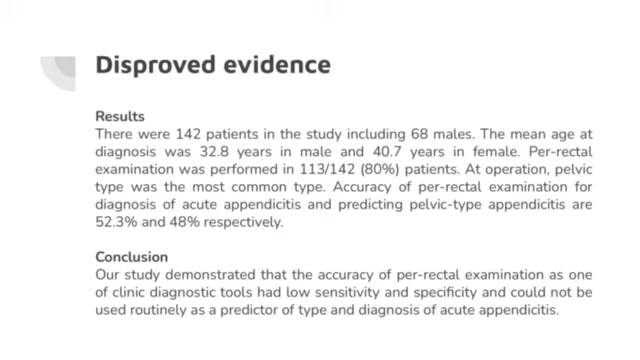 Disproved evidence
Results
There were 142 patients in the study including 68 males. The mean age at
diagnosis was 32.8 years in male and 40.7 years in female. Per-rectal
examination was performed in 113/142 (80%) patients. At operation, pelvic
type was the most common type. Accuracy of per-rectal examination for
diagnosis of acute appendicitis and predicting pelvic-type appendicitis are
52.3% and 48% respectively.
Conclusion
Our study demonstrated that the accuracy of per-rectal examination as one
of clinic diagnostic tools had low sensitivity and specificity and could not be
used routinely as a predictor of type and diagnosis of acute appendicitis.